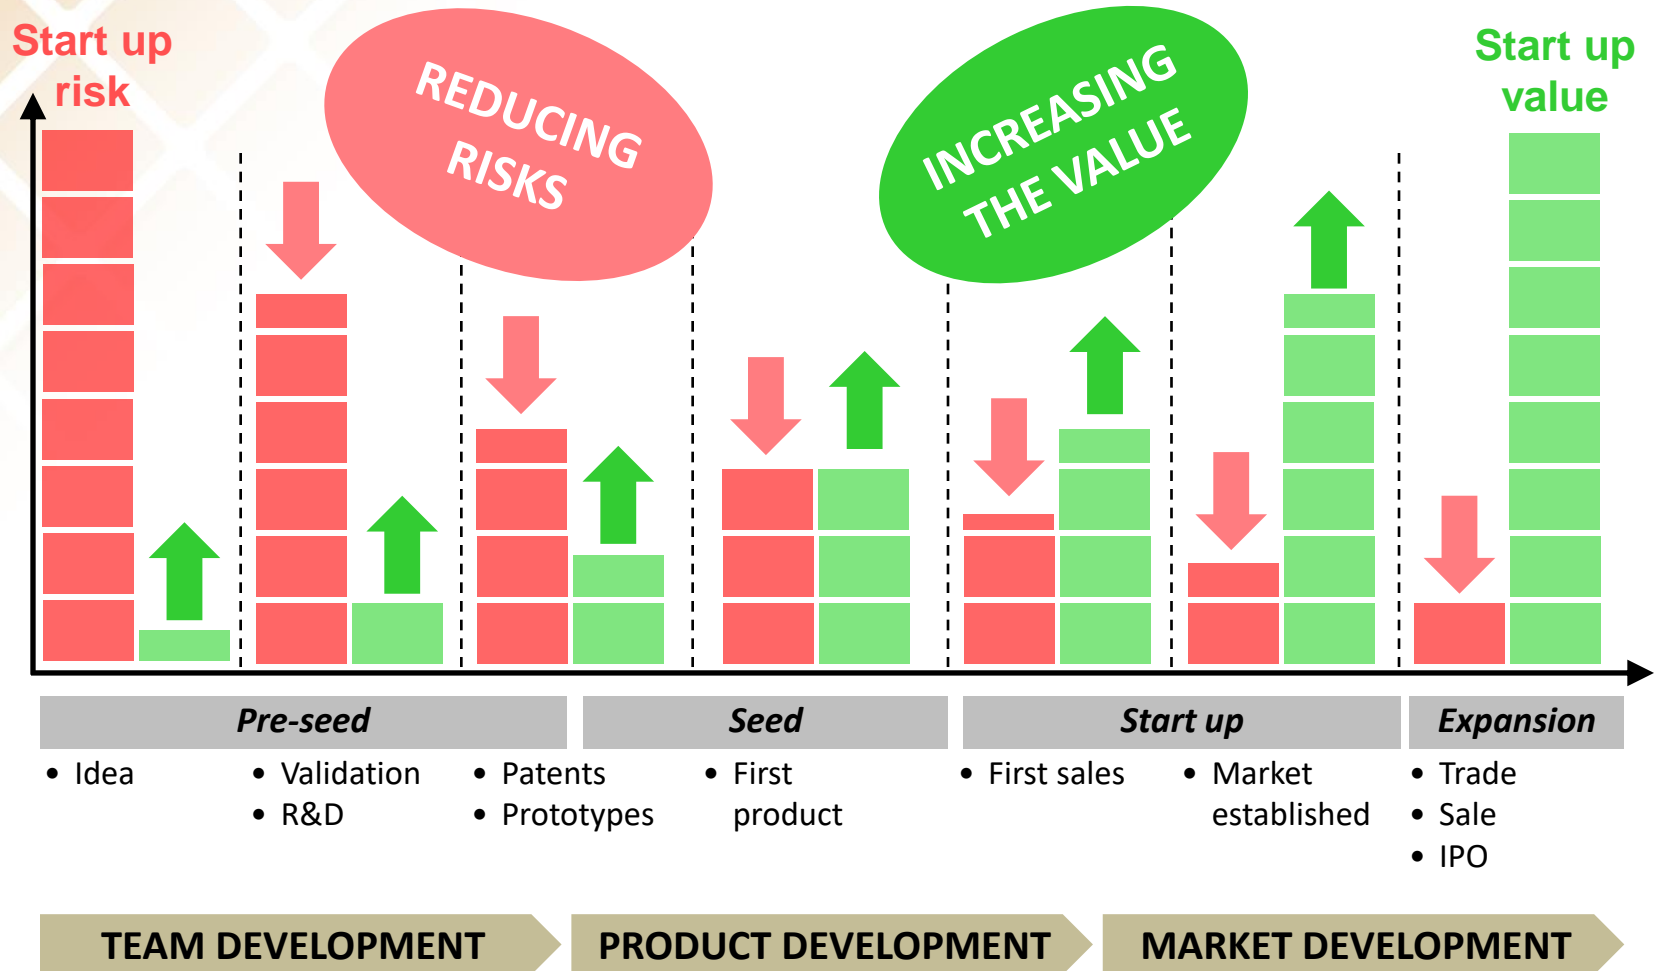 Start up
risk
REDUCING
RISKS
INCREASING
THE VALUE
Start up
value
Pre-seed
Seed
Start up
Expansion
• Idea
• Validation
• R&D
• Patents
• Prototypes
• First
product
• First sales
• Market
established
• Trade
• Sale
• IPO
TEAM DEVELOPMENT
PRODUCT DEVELOPMENT
MARKET DEVELOPMENT